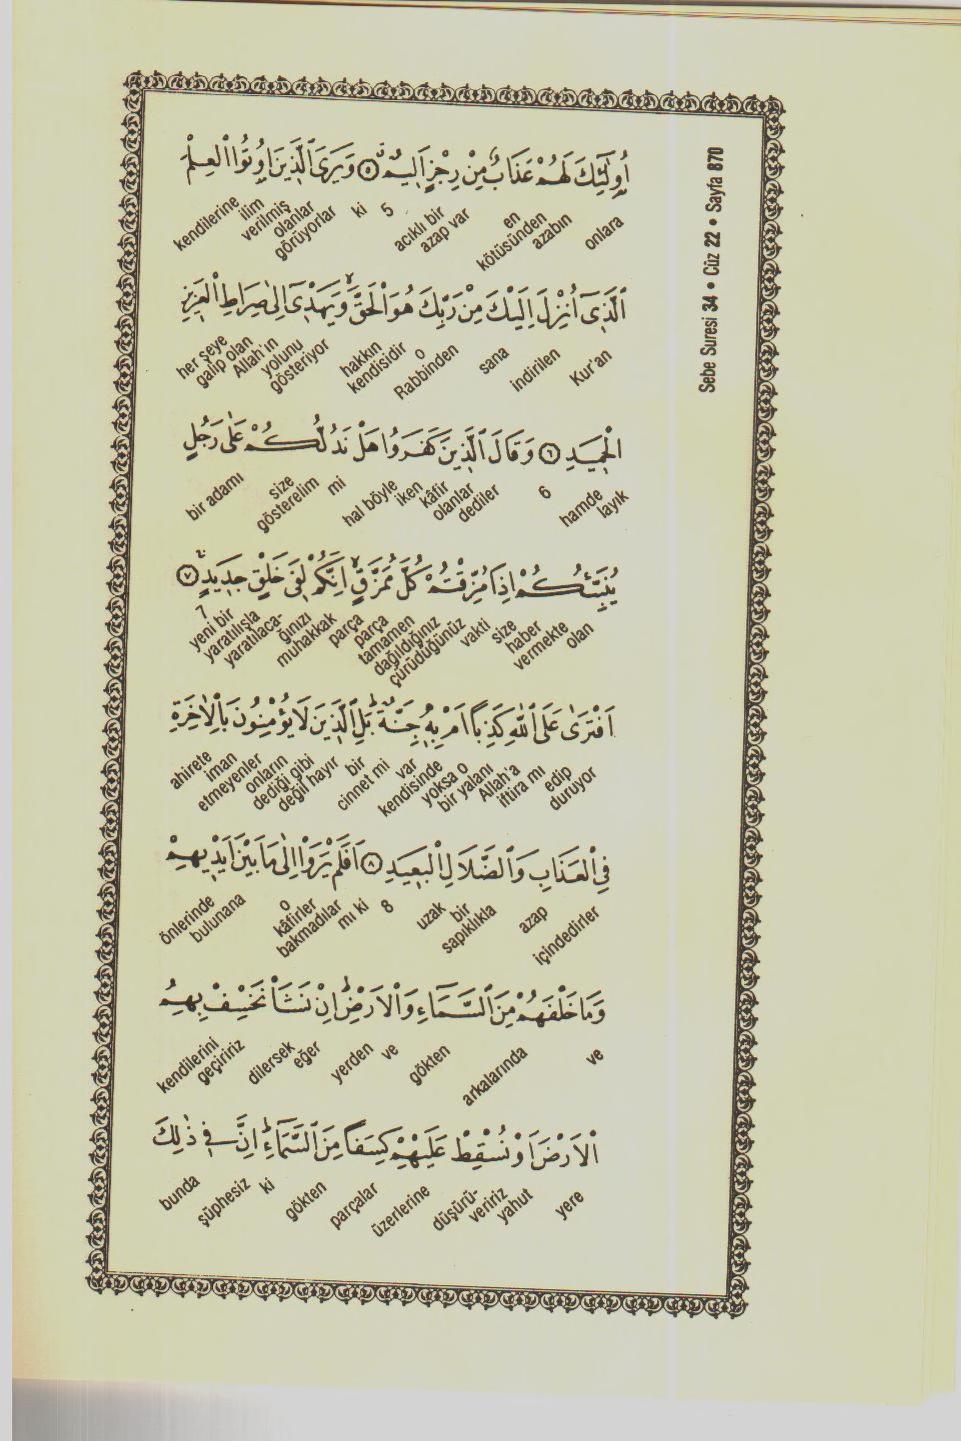 Sebe Suresi 34 • Cüz 22 • Sayfa 870
اُولٰٓئِكَ لَهُمْ عَذَابٌ مِنْ رِجْزٍ اَلٖيمٌ ﴿٥﴾ وَيَرَى الَّذٖينَ اُوتُوا الْعِلْمَ
onlara azabın kötüsünden en azap var acıklı bir 5 ki görüyorlar olanlar verilmiş ilim kendilerine
اَلَّذٖٓي اُنْزِلَ اِلَيْكَ مِنْ رَبِّكَ هُوَ الْحَقَّ وَيَهْدٖٓي اِلٰى صِرَاطِ الْعَزٖيزِ
Kur'an indirilen sana Rabbinden o kendisidir hakkın gösteriyor yolunu Allah'ın galip olan her şeye
الْحَمٖيدِ ﴿٦﴾ وَقَالَ الَّذٖينَ كَفَرُوا هَلْ نَدُلُّكُمْ عَلٰى رَجُلٍ
layık hamde 6 dediler olanlar kâfir iken hal böyle mi gösterelim size bir adamı
يُنَبِّئُكُمْ اِذَا مُزِّقْتُمْ كُلَّ مُمَزَّقٍ اِنَّكُمْ لَفٖي خَلْقٍ جَدٖيدٍ ﴿٧﴾
olan vermekte haber size vakti çürüdüğünüz dağıldığınız tamamen parça parça muhakkak yaratılaca-ğınızı yaratılışla yeni bir 7
اَفْتَرٰى عَلَى اللّٰهِ كَذِبًا اَمْ بِهٖ جِنَّةٌ بَلِ الَّذٖينَ لَا يُؤْمِنُونَ بِالْاٰخِرَةِ
duruyor edip iftira mı Allah'a bir yalanı yoksa o kendisinde var cinnet mi bir değil hayır dediği gibi onların etmeyenler iman ahirete
فِي الْعَذَابِ وَالضَّلَالِ الْبَعٖيدِ ﴿٨﴾ اَفَلَمْ يَرَوْا اِلٰى مَا بَيْنَ اَيْدٖيهِمْ
içindedirler azap sapıklıkla bir uzak 8 mı ki bakmadılar kâfirler o bulunana önlerinde
وَمَا خَلْفَهُمْ مِنَ السَّمَٓاءِ وَالْاَرْضِ اِنْ نَشَأْ نَخْسِفْ بِهِمُ
ve arkalarında gökten ve yerden eğer dilersek geçiririz kendilerini
الْاَرْضَ اَوْ نُسْقِطْ عَلَيْهِمْ كِسَفًا مِنَ السَّمَٓاءِ اِنَّ فٖي ذٰلِكَ
yere yahut düşürü-veririz üzerlerine parçalar gökten ki şüphesiz bunda